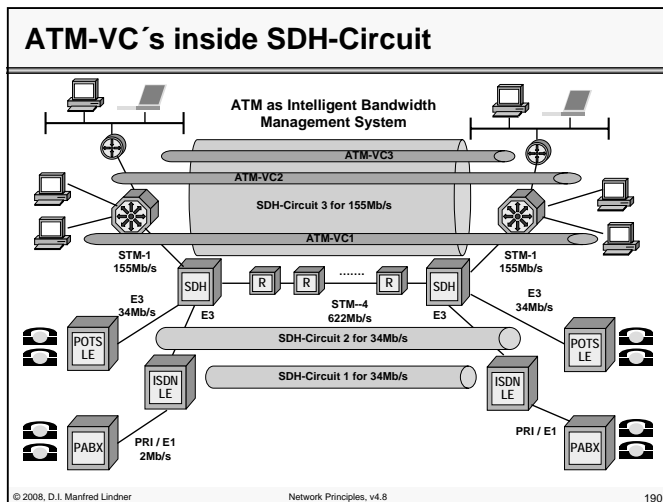 ATM-VC´s inside SDH-Circuit
ATM as Intelligent Bandwidth
Management System
ATM-VC3
ATM-VC2
SDH-Circuit 3 for 155Mb/s
ATM-VC1
STM-1
155Mb/s
STM-1
155Mb/s
SDH
R
R
.......
R
SDH
E3
34Mb/s
E3
STM--4
622Mb/s
E3
E3
34Mb/s
POTS
LE
SDH-Circuit 2 for 34Mb/s
POTS
LE
ISDN
LE
SDH-Circuit 1 for 34Mb/s
ISDN
LE
PABX
PRI / E1
2Mb/s
PRI / E1
PABX
© 2008, D.I. Manfred Lindner
Network Principles, v4.8
190